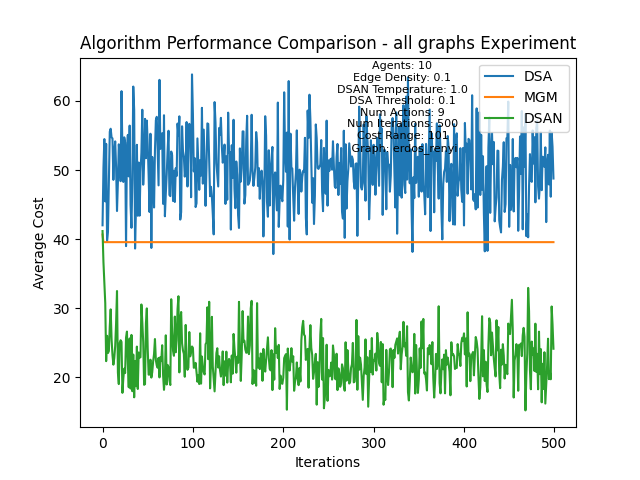 Algorithm Performance Comparison - all graphs Experiment
Agents: 10
Edge Density: 0.1
DSAN Temperature: 1.0
DSA Threshold: 0.1
Num Actions: 9
Num Iterations: 500
Cost Range: 101
Graph: erdos_renyi
DSA
MGM
DSAN
Average Cost
60
50
40
30
20
0
100
200
300
400
500
Iterations